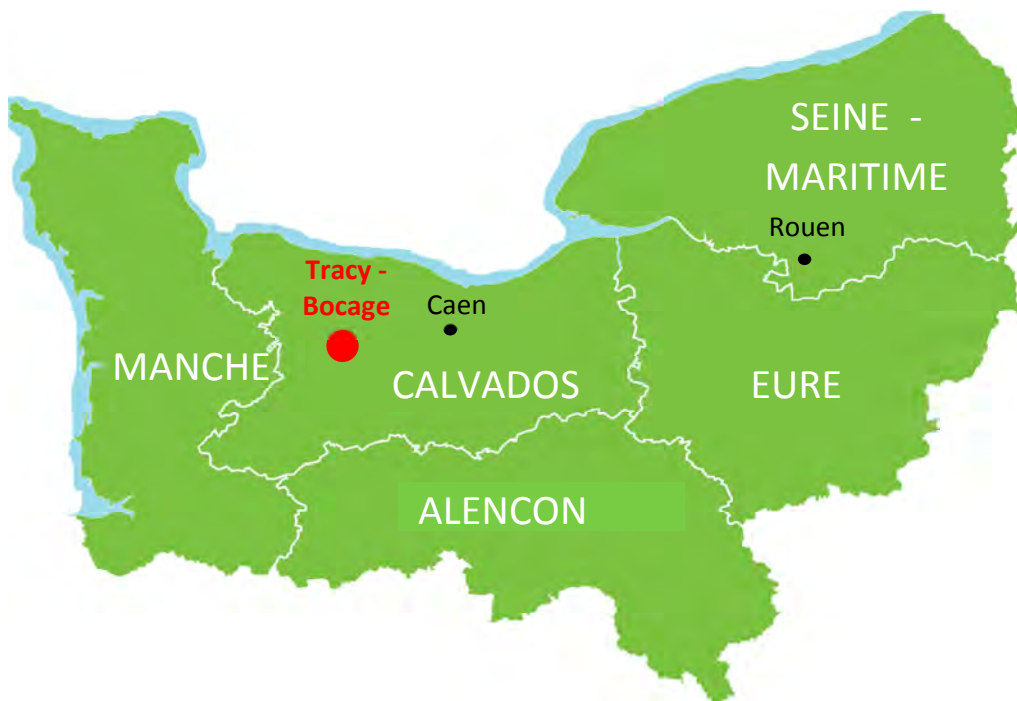 SEINE -
MARITIME
Rouen
Tracy -
Bocage
Caen
MANCHE
CALVADOS
EURE
ALENCON